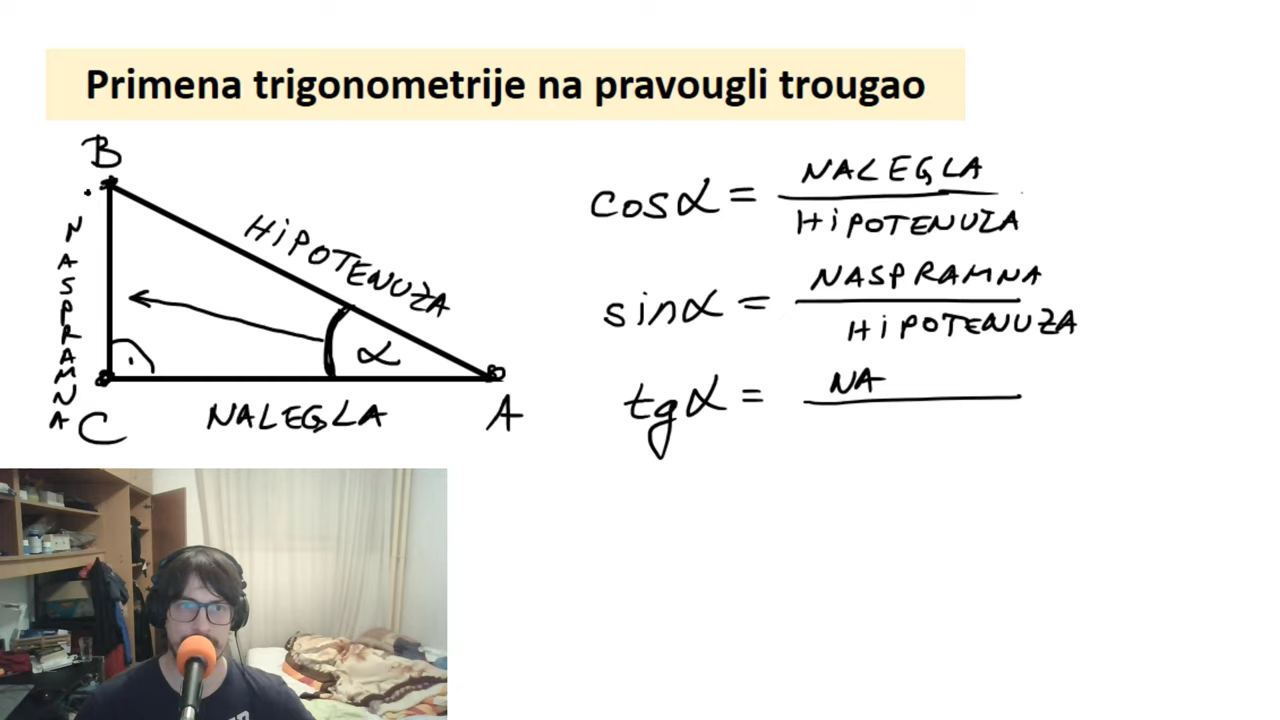 Primena trigonometrije na pravougli trougao
B
NASPRAMNA
HiPOTENUZA
α
C
NALEGLA
A
cosα = NALEGLA
HiPOTENUZA
sinα = NASPRAMNA
HiPOTENUZA
tgα = NA